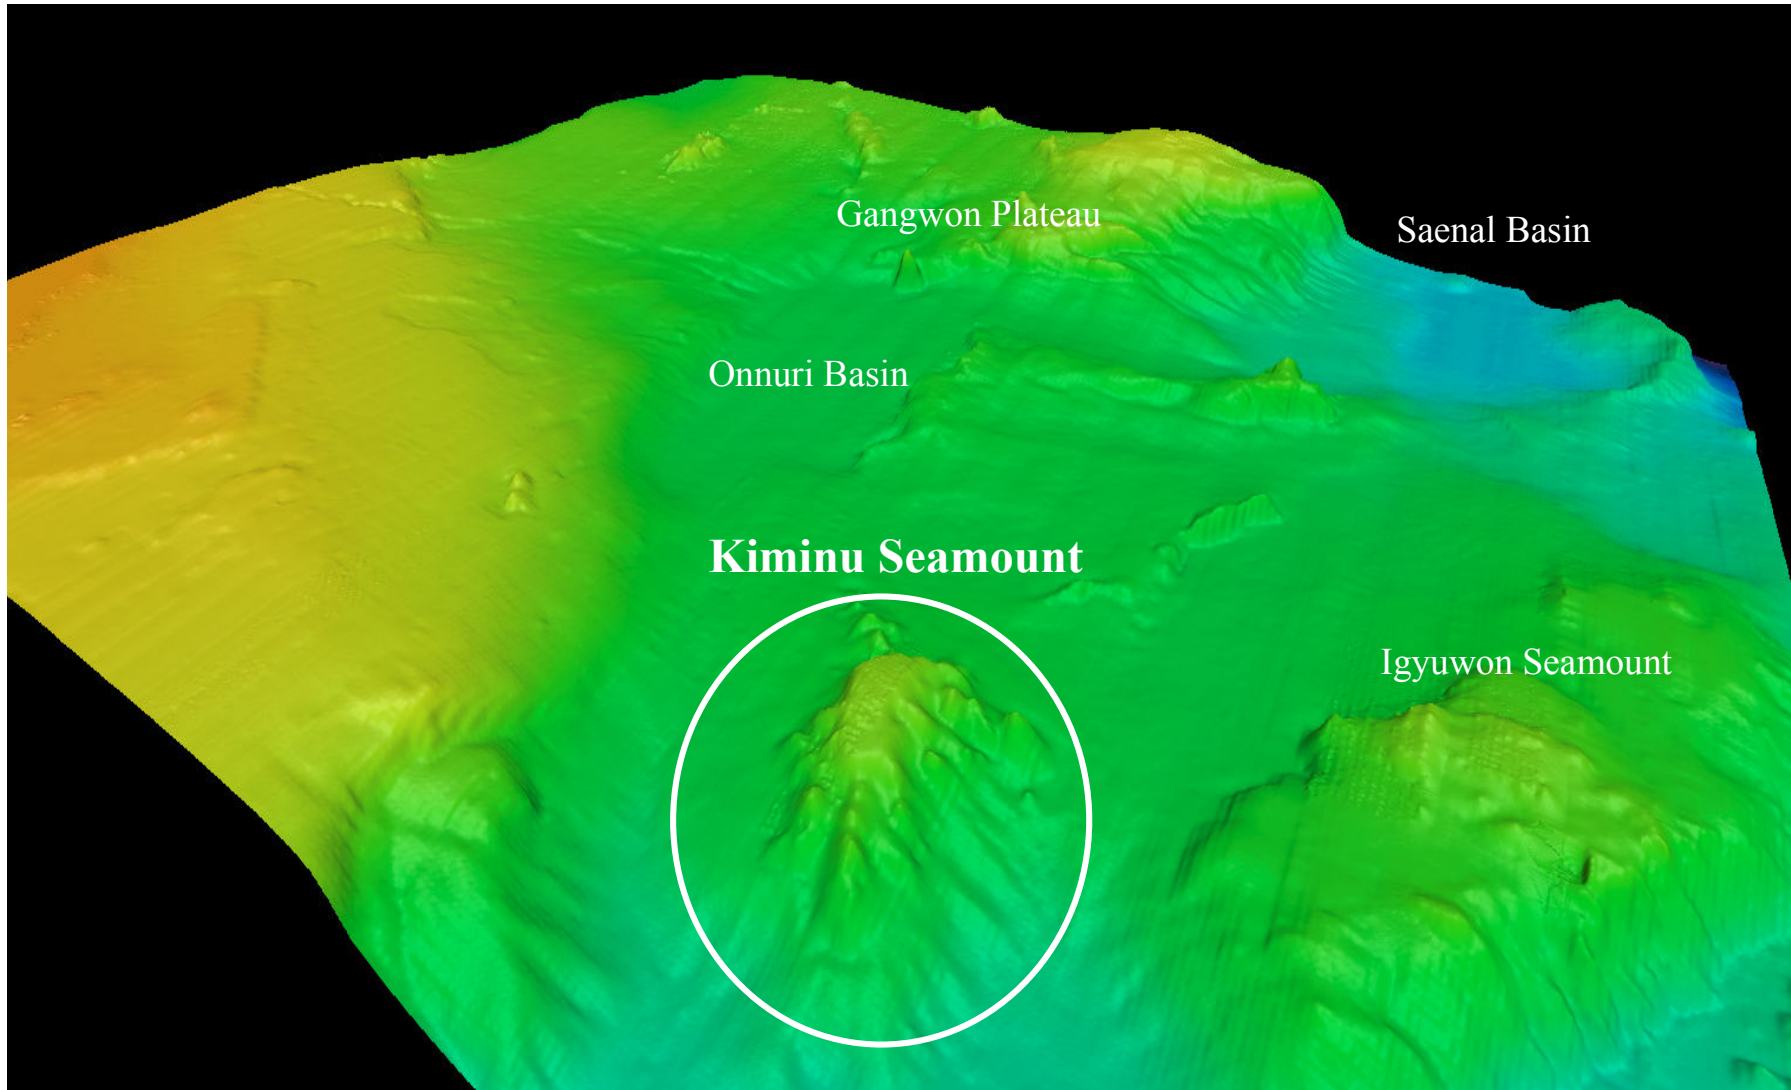 Gangwon Plateau
Saenal Basin
Onnuri Basin
Kiminu Seamount
Igyuwon Seamount